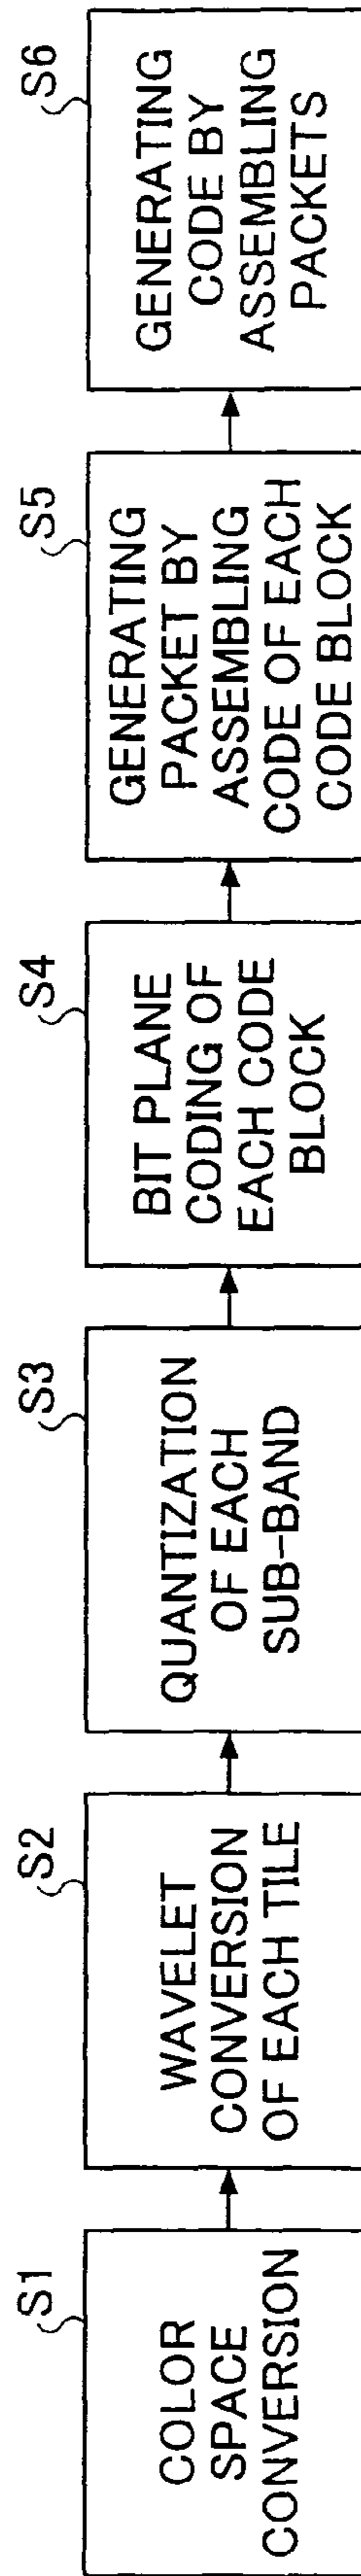 S1
COLOR
SPACE
CONVERSION
S2
WAVELET
CONVERSION
OF EACH TILE
S3
QUANTIZATION
OF EACH
SUB-BAND
S4
BIT PLANE
CODING OF
EACH CODE
BLOCK
S5
GENERATING
PACKET BY
ASSEMBLING
CODE OF EACH
CODE BLOCK
S6
GENERATING
CODE BY
ASSEMBLING
PACKETS